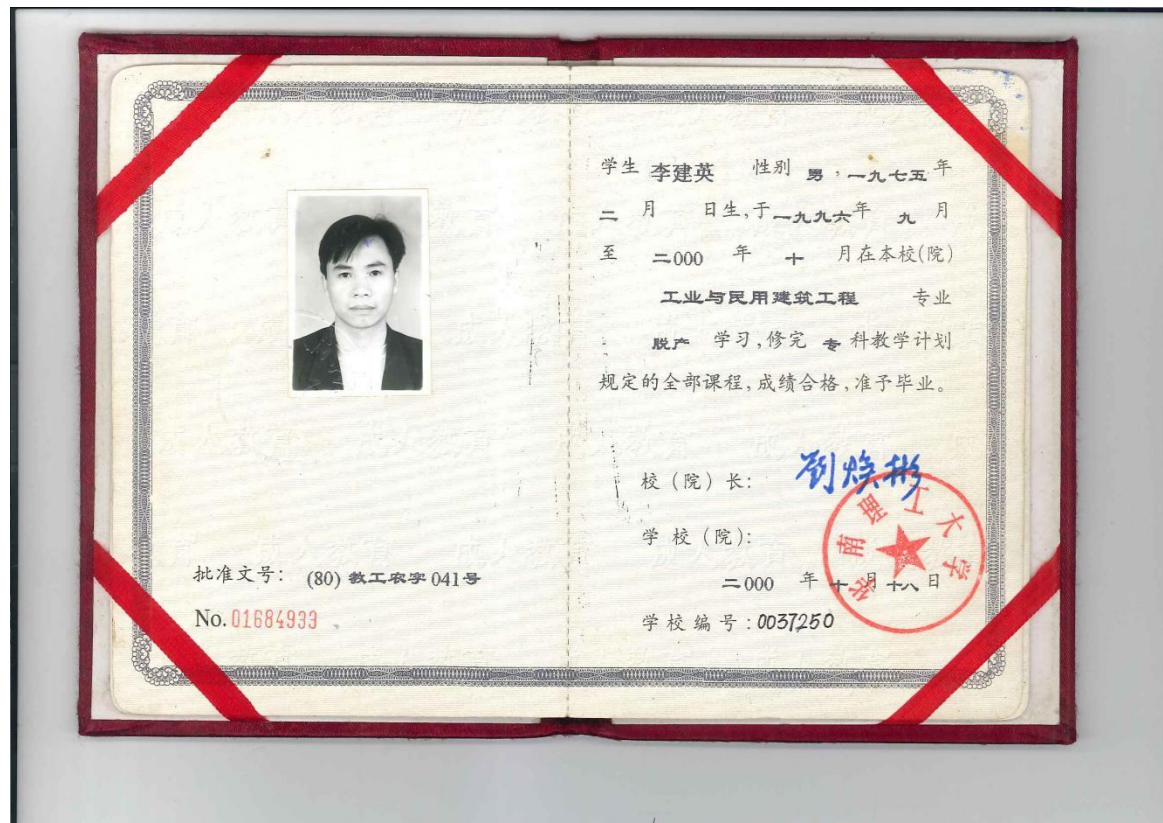 批准文号: (80) 教工农字 041号
No. 01684933
学生 李建英 性别 男, 一九七五 年
二 月 日生,于 一九九六 年 九 月
至 二000 年 十 月在本校(院)
工业与民用建筑工程 专业
脱产 学习,修完 专 科教学计划
规定的全部课程,成绩合格,准予毕业。
校 (院) 长: 刘焕彬
学 校 (院):
华南理工大学
二000 年 十 月 十八 日
学 校 编 号 : 0037250